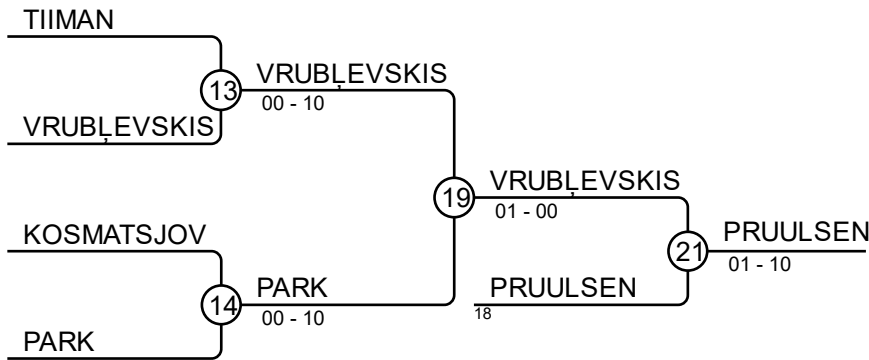 TIIMAN
13
VRUBĻEVSKIS
00 - 10
VRUBĻEVSKIS
19
VRUBĻEVSKIS
01 - 00
KOSMATSJOV
21
PRUULSEN
01 - 10
14
PARK
00 - 10
PRUULSEN
18
PARK